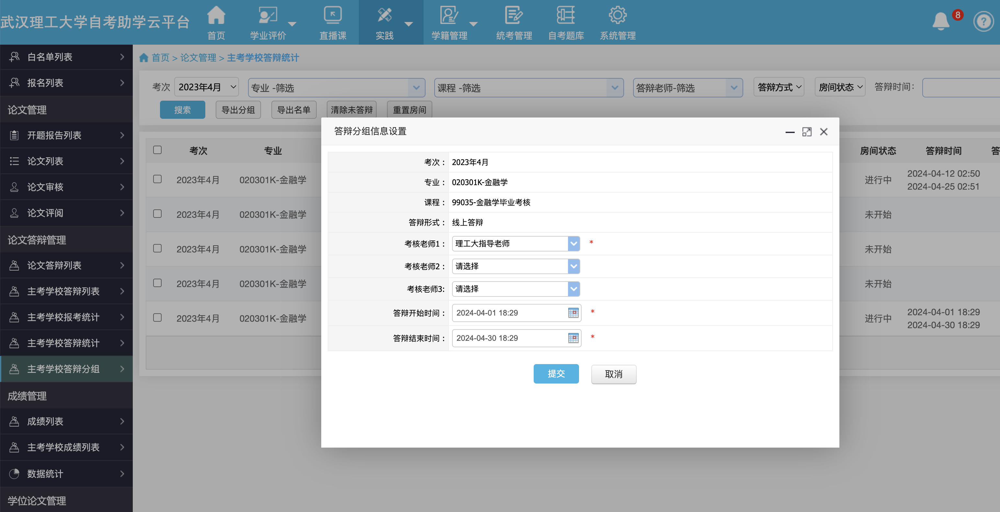 武汉理工大学自考助学云平台
首页
学业评价
直播课
实践
学籍管理
统考管理
自考题库
系统管理
8
?
白名单列表
报名列表
论文管理
开题报告列表
论文列表
论文审核
论文评阅
论文答辩管理
论文答辩列表
主考学校答辩列表
主考学校报考统计
主考学校答辩统计
主考学校答辩分组
成绩管理
成绩列表
主考学校成绩列表
数据统计
学位论文管理
首页 > 论文管理 > 主考学校答辩统计
考次 2023年4月 专业 -筛选 课程 -筛选 答辩老师-筛选 答辩方式 房间状态 答辩时间：
搜索 导出分组 导出名单 清除未答辩 重置房间
考次 专业 房间状态 答辩时间 答
2023年4月 020301K-金融学 进行中 2024-04-12 02:50
2024-04-25 02:51
2023年4月 020301K-金融学 未开始
2023年4月 020301K-金融学 未开始
2023年4月 020301K-金融学 未开始
2023年4月 020301K-金融学 进行中 2024-04-01 18:29
2024-04-30 18:29
答辩分组信息设置
考次： 2023年4月
专业： 020301K-金融学
课程： 99035-金融学毕业考核
答辩形式： 线上答辩
考核老师1： 理工大指导老师 *
考核老师2： 请选择
考核老师3: 请选择
答辩开始时间： 2024-04-01 18:29 *
答辩结束时间： 2024-04-30 18:29 *
提交 取消